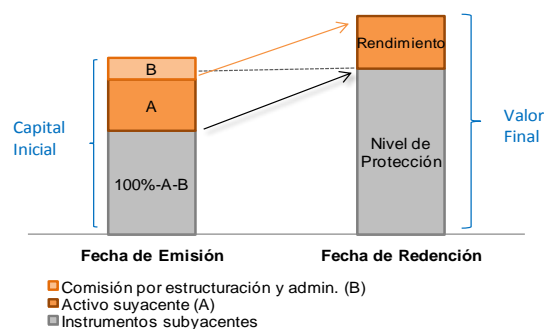 Rendimiento
B
A
Capital
Inicial
100%-A-B
Nivel de
Protección
Valor
Final
Fecha de Emisión
Fecha de Redención
Comisión por estructuración y admin. (B)
Activo suyacente (A)
Instrumentos subyacentes